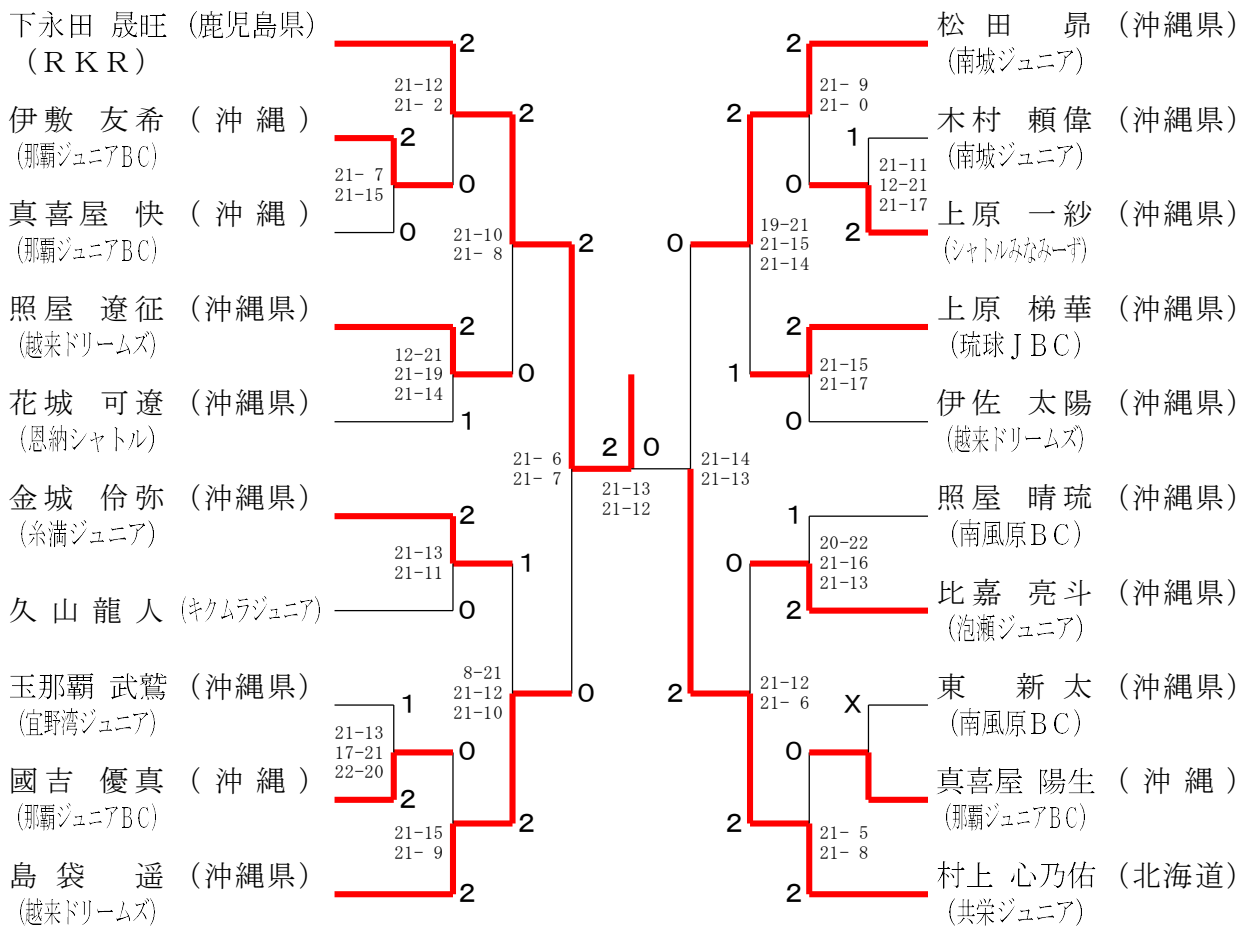 下永田 晟旺 (鹿児島県)
(ＲＫＲ)
伊敷 友希 (沖縄)
(那覇ジュニアＢＣ)
真喜屋 快 (沖縄)
(那覇ジュニアＢＣ)
照屋 遼征 (沖縄県)
(越来ドリームズ)
花城 可遼 (沖縄県)
(恩納シャトル)
金城 伶弥 (沖縄県)
(糸満ジュニア)
久山龍人 (キクムラジュニア)
玉那覇 武鷲 (沖縄県)
(宜野湾ジュニア)
國吉 優真 (沖縄)
(那覇ジュニアＢＣ)
島袋 遥 (沖縄県)
(越来ドリームズ)
2
21-12
21- 2
2
2
21- 7
21-15
0
0
21-10
21- 8
2
2
12-21
21-19
21-14
0
1
21- 6
21- 7
2
21-13
21-11
1
0
8-21
21-12
21-10
0
1
21-13
17-21
22-20
0
2
2
21-15
21- 9
2
2 0
21-13
21-12
2
21- 9
21- 0
2
1
21-11
12-21
21-17
0
2
19-21
21-15
21-14
0
2
21-15
21-17
1
0
21-14
21-13
1
20-22
21-16
21-13
0
2
21-12
21- 6
2
X
0
2
21- 5
21- 8
2
松田 昴 (沖縄県)
(南城ジュニア)
木村 頼偉 (沖縄県)
(南城ジュニア)
上原 一紗 (沖縄県)
(シャトルみなみーず)
上原 梯華 (沖縄県)
(琉球ＪＢＣ)
伊佐 太陽 (沖縄県)
(越来ドリームズ)
照屋 晴琉 (沖縄県)
(南風原ＢＣ)
比嘉 亮斗 (沖縄県)
(泡瀬ジュニア)
東 新太 (沖縄県)
(南風原ＢＣ)
真喜屋 陽生 (沖縄)
(那覇ジュニアＢＣ)
村上 心乃佑 (北海道)
(共栄ジュニア)